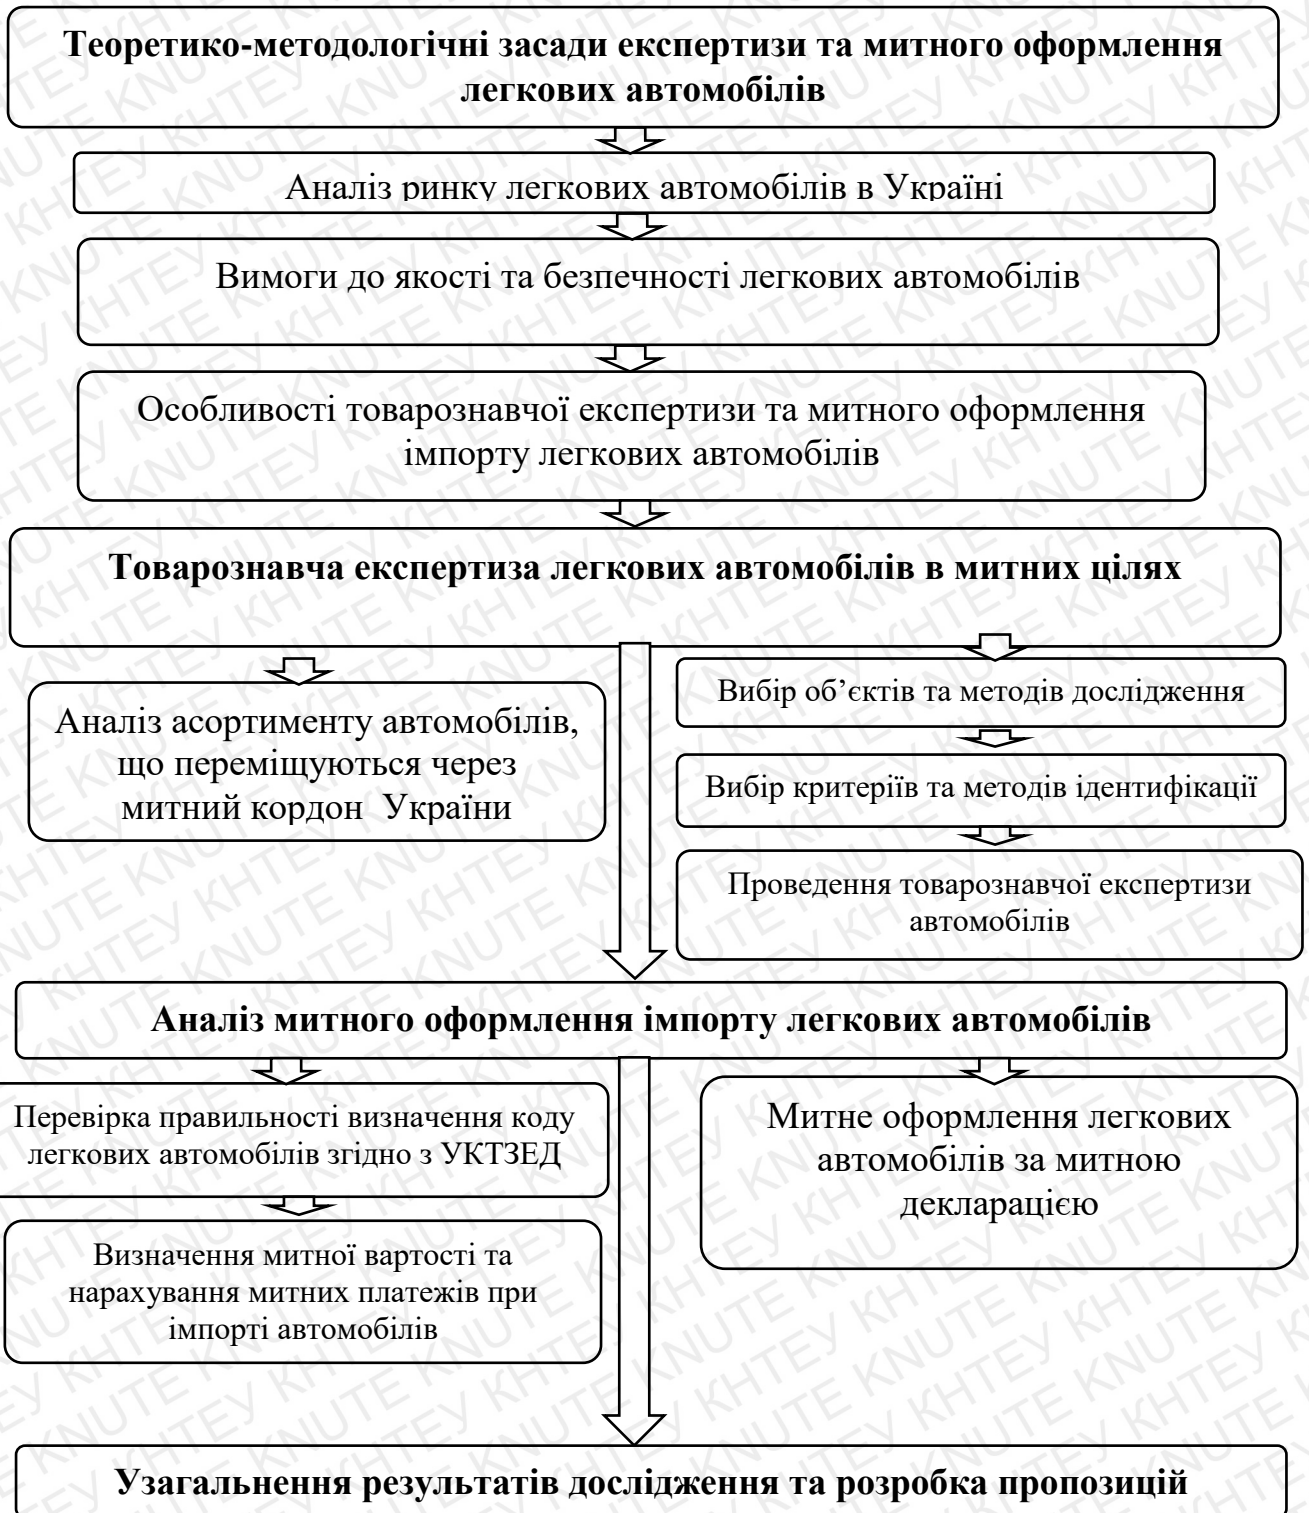 Теоретико-методологічні засади експертизи та митного оформлення
легкових автомобілів
Аналіз ринку легкових автомобілів в Україні
Вимоги до якості та безпечності легкових автомобілів
Особливості товарознавчої експертизи та митного оформлення
імпорту легкових автомобілів
Товарознавча експертиза легкових автомобілів в митних цілях
Аналіз асортименту автомобілів,
що переміщуються через
митний кордон Україні
Вибір об’єктів та методів дослідження
Вибір критеріїв та методів ідентифікації
Проведення товарознавчої експертизи
автомобілів
Аналіз митного оформлення імпорту легкових автомобілів
Перевірка правильності визначення коду
легкових автомобілів згідно з УКТЗЕД
Визначення митної вартості та
нарахування митних платежів при
імпорті автомобілів
Митне оформлення легкових
автомобілів за митною
декларацією
Узагальнення результатів дослідження та розробка пропозицій